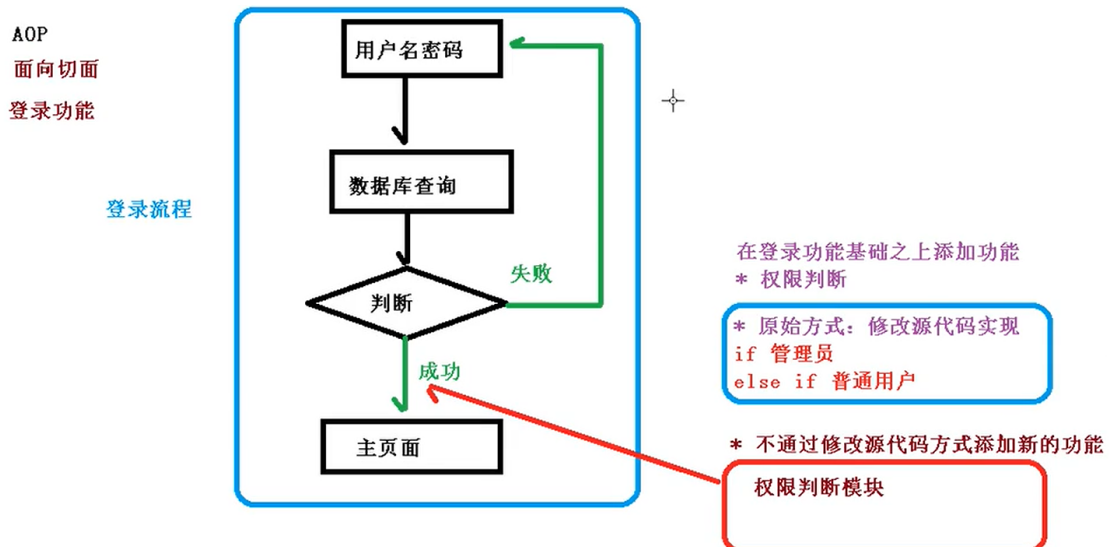 AOP
面向切面
登录功能
用户名密码
数据库查询
登录流程
失败
判断
成功
主页面
在登录功能基础之上添加功能
* 权限判断
* 原始方式：修改源代码实现
if 管理员
else if 普通用户
* 不通过修改源代码方式添加新的功能
权限判断模块